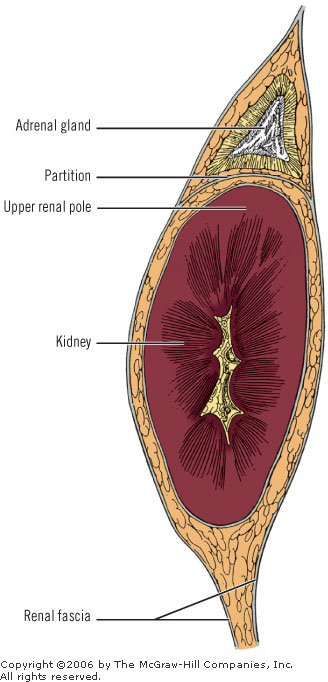 Adrenal gland
Partition
Upper renal pole
Kidney
Renal fascia
Copyright ©2006 by The McGraw-Hill Companies, Inc.
All rights reserved.